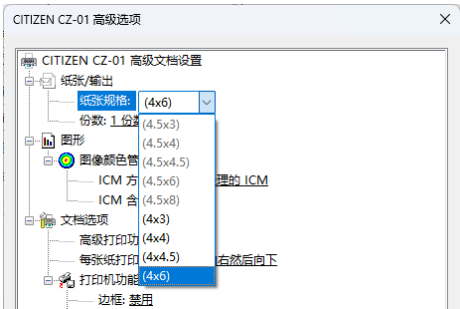 CITIZEN CZ-01 高级选项
CITIZEN CZ-01 高级文档设置
纸张/输出
纸张规格: (4x6)
份数: 1 份
(4.5x3)
(4.5x4)
(4.5x4.5)
(4.5x6)
(4.5x8)
(4x3)
(4x4)
(4x4.5)
(4x6)
图形
图像颜色管
ICM 方 理的 ICM
ICM 含
文档选项
高级打印功
每张纸打印 右然后向下
打印机功能
边框: 禁用